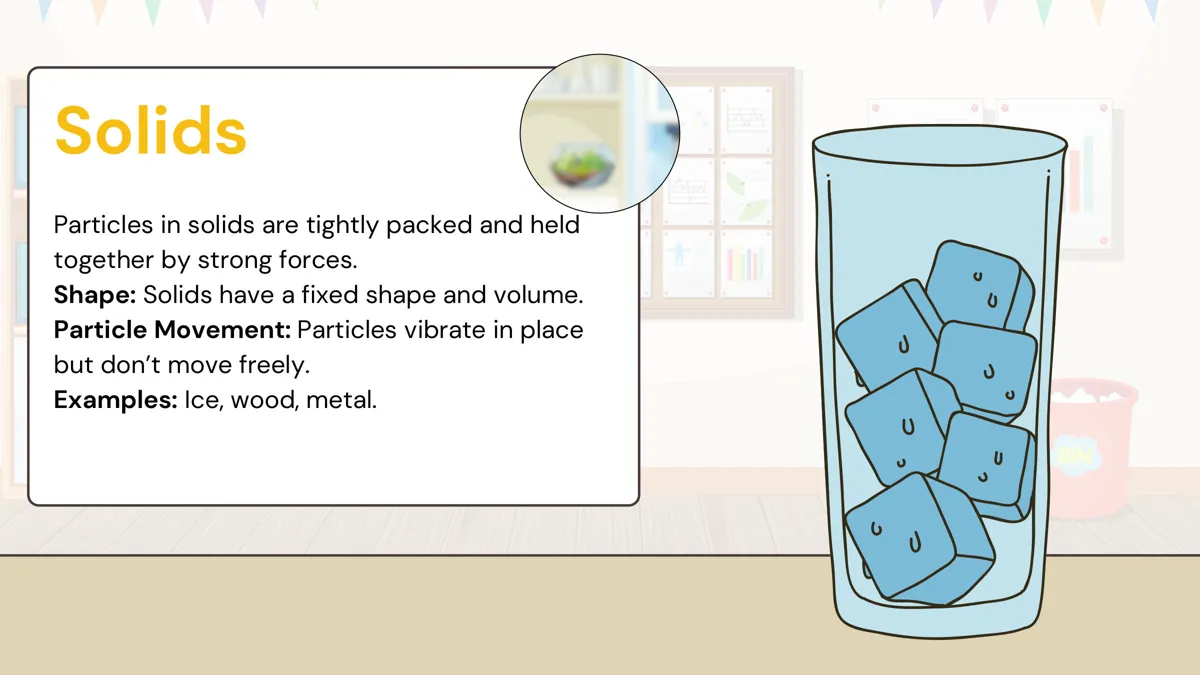 Solids
Particles in solids are tightly packed and held
together by strong forces.
Shape: Solids have a fixed shape and volume.
Particle Movement: Particles vibrate in place
but don’t move freely.
Examples: Ice, wood, metal.